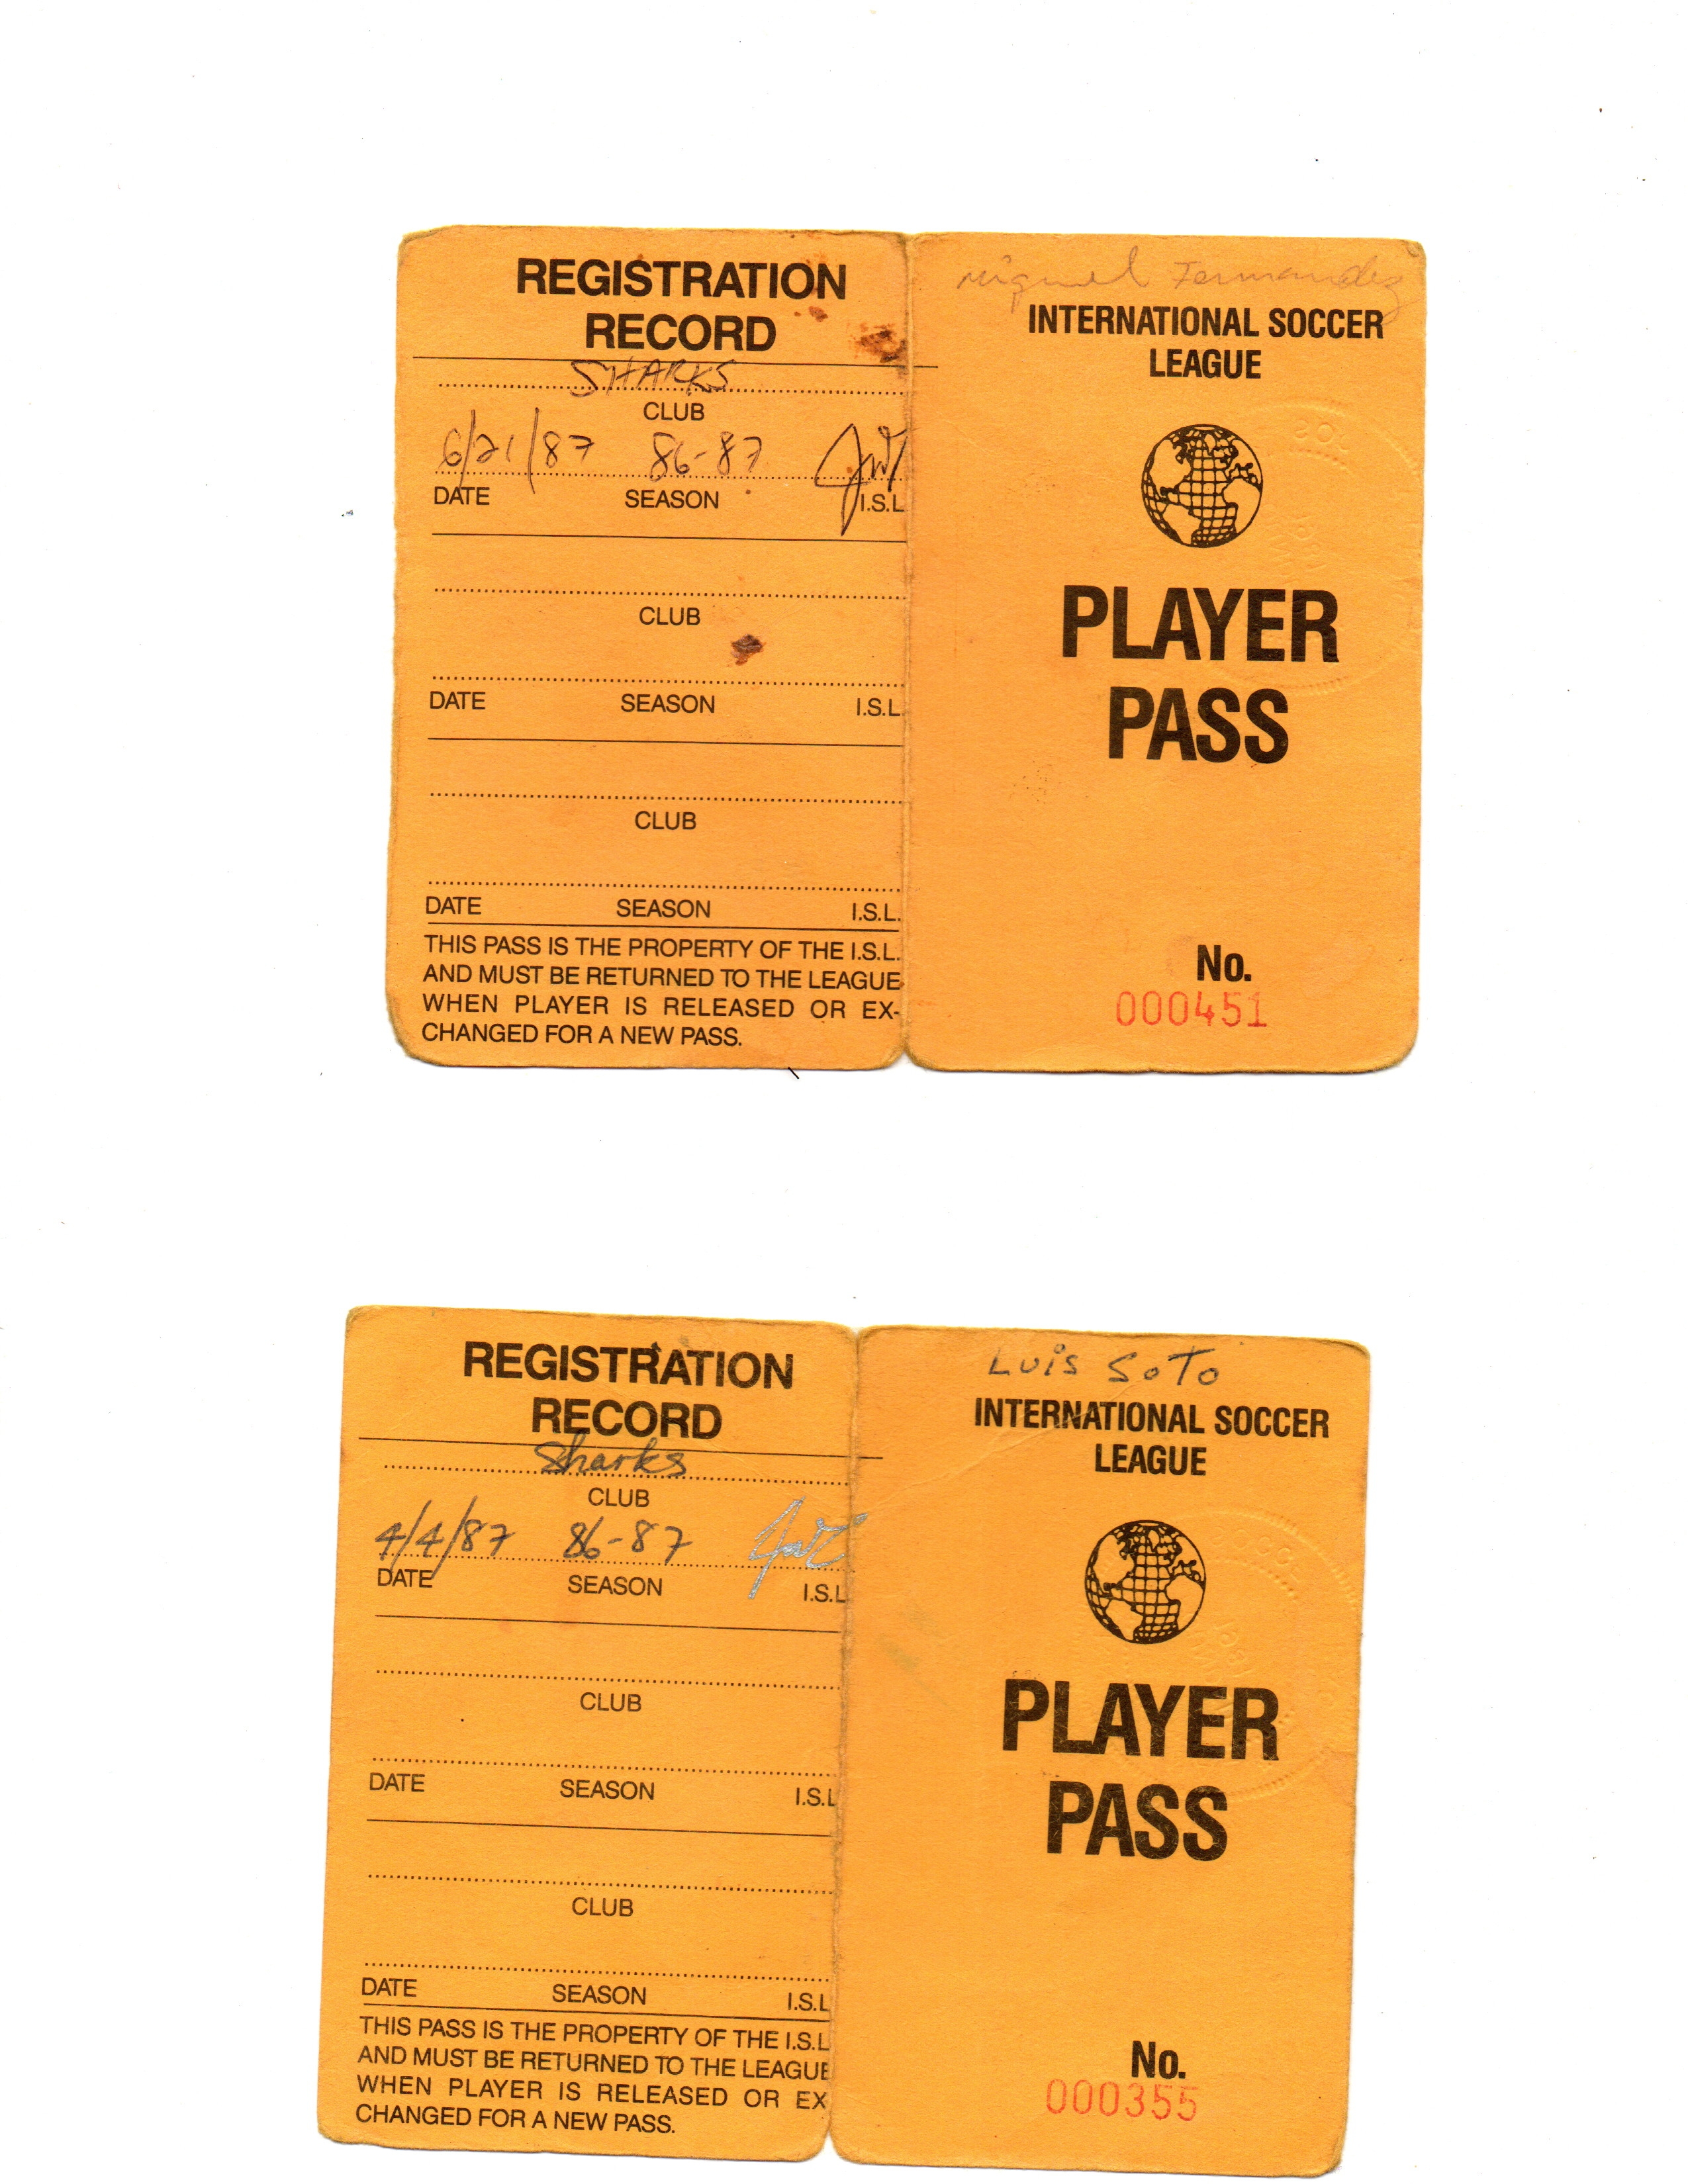 REGISTRATION
RECORD
SHARKS
CLUB
6/21/87 86-87
DATE SEASON I.S.L
CLUB
DATE SEASON I.S.L
CLUB
DATE SEASON I.S.L.
THIS PASS IS THE PROPERTY OF THE I.S.L.
AND MUST BE RETURNED TO THE LEAGUE
WHEN PLAYER IS RELEASED OR EX-
CHANGED FOR A NEW PASS.
Miguel Fernandez
INTERNATIONAL SOCCER
LEAGUE
PLAYER
PASS
No.
000451
REGISTRATION
RECORD
Sharks
CLUB
4/4/87 86-87
DATE SEASON I.S.L
CLUB
DATE SEASON I.S.L
CLUB
DATE SEASON I.S.L
THIS PASS IS THE PROPERTY OF THE I.S.L
AND MUST BE RETURNED TO THE LEAGUE
WHEN PLAYER IS RELEASED OR EX
CHANGED FOR A NEW PASS.
Luis Soto
INTERNATIONAL SOCCER
LEAGUE
PLAYER
PASS
No.
000355